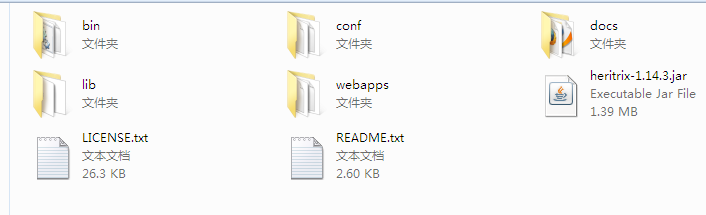 bin
文件夹
conf
文件夹
docs
文件夹
lib
文件夹
webapps
文件夹
heritrix-1.14.3.jar
Executable Jar File
1.39 MB
LICENSE.txt
文本文档
26.3 KB
README.txt
文本文档
2.60 KB